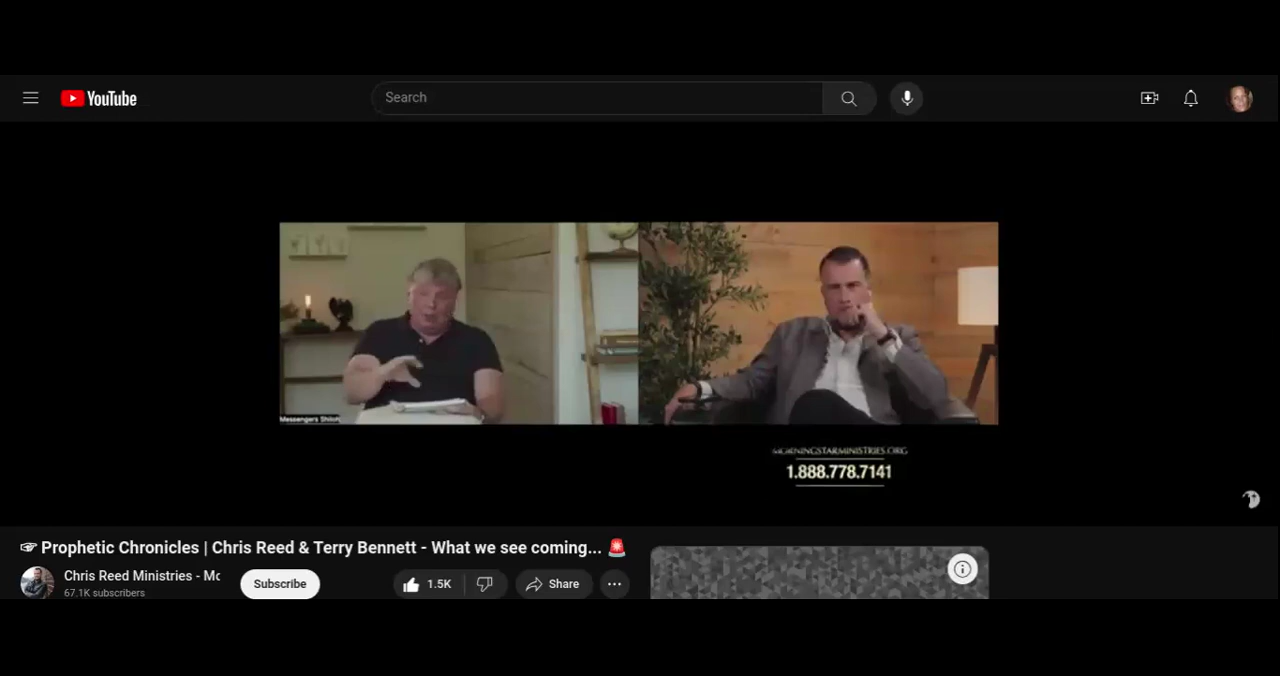 YouTube
Search
Messengers Shiloh
MORNINGSTARMINISTRIES.ORG
1.888.778.7141
☞ Prophetic Chronicles | Chris Reed & Terry Bennett - What we see coming... 🚨
Chris Reed Ministries - Mo
67.1K subscribers
Subscribe
1.5K
Share